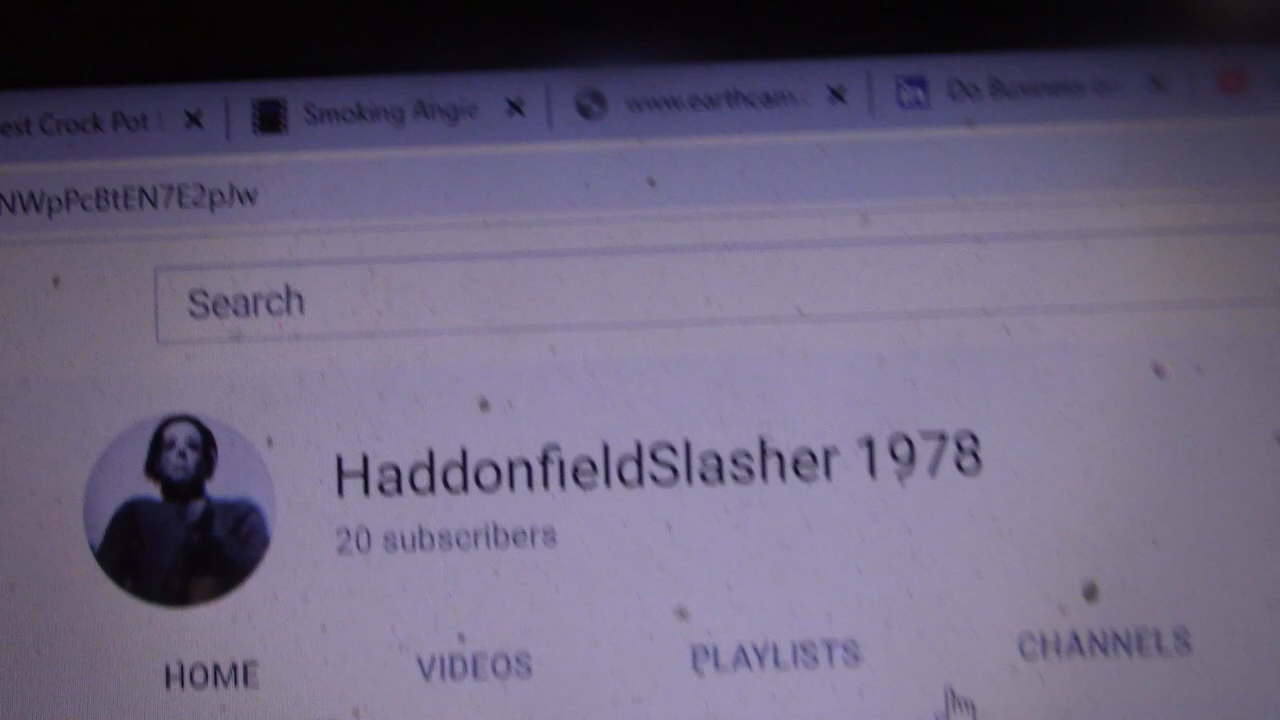 est Crock Pot
Smoking Angie
www.earthcam.
Do Business o
NWpPcBtEN7E2pJw
Search
HaddonfieldSlasher 1978
20 subscribers
HOME
VIDEOS
PLAYLISTS
CHANNELS